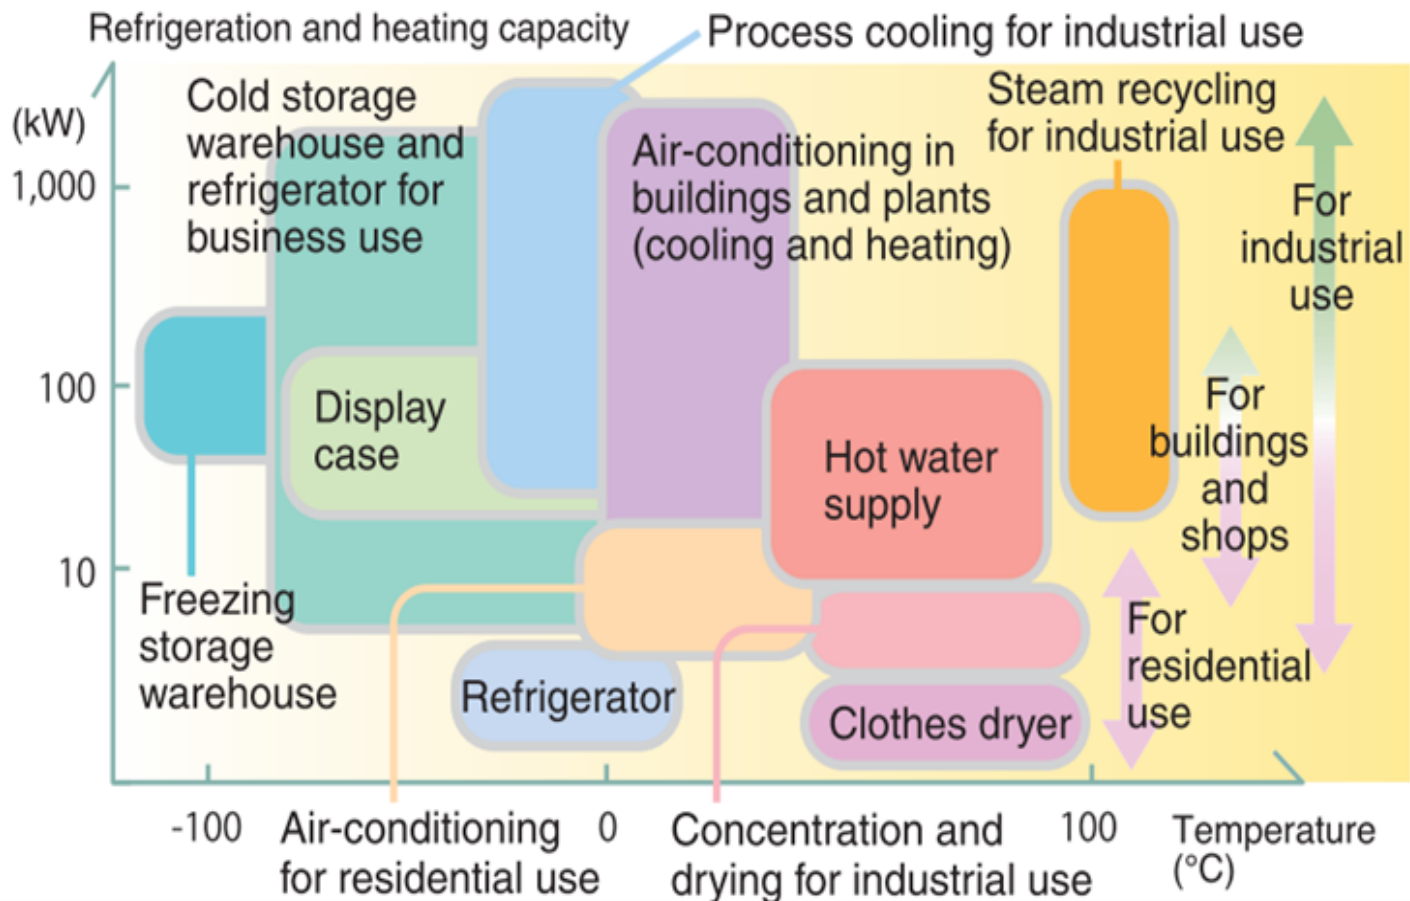 Refrigeration and heating capacity
Process cooling for industrial use
(kW)
Cold storage
warehouse and
refrigerator for
business use
Steam recycling
for industrial use
Air-conditioning in
buildings and plants
(cooling and heating)
1,000
For
industrial
use
100
Display
case
For
buildings
and
shops
Hot water
supply
10
Freezing
storage
warehouse
For
residential
use
Refrigerator
Clothes dryer
-100
0
100
Temperature
(°C)
Air-conditioning
for residential use
Concentration and
drying for industrial use